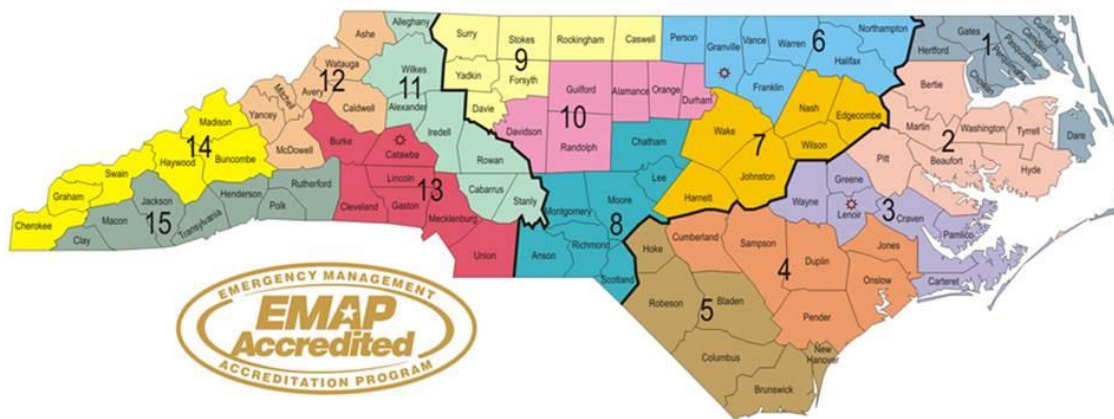 Alleghany
Ashe
Surry
Stokes
Rockingham
Caswell
Person
Granville
Vance
Warren
Northampton
6
Halifax
Franklin
Hertford
Gates
1
Currituck
Camden
Pasquotank
Perquimans
Chowan
Watauga
12
Wilkes
11
Avery
Mitchell
Yancey
Caldwell
Alexander
McDowell
Yadkin
9
Forsyth
Davie
Iredell
Rowan
Cabarrus
Stanly
Davidson
Guilford
10
Randolph
Alamance
Orange
Durham
Nash
Edgecombe
Wake
7
Wilson
Johnston
Harnett
Bertie
Martin
Washington
Tyrrell
Dare
2
Pitt
Beaufort
Hyde
Madison
14
Haywood
Buncombe
Swain
Graham
Cherokee
Burke
Catawba
Lincoln
13
Cleveland
Gaston
Mecklenburg
Union
Jackson
15
Macon
Clay
Transylvania
Henderson
Polk
Rutherford
Chatham
Lee
Moore
8
Montgomery
Anson
Richmond
Scotland
Greene
Wayne
Lenoir
3
Craven
Pamlico
Carteret
Hoke
Cumberland
Sampson
Duplin
4
Jones
Onslow
Pender
Robeson
Bladen
5
Columbus
New
Hanover
Brunswick
EMERGENCY MANAGEMENT
EMAP
Accredited
ACCREDITATION PROGRAM